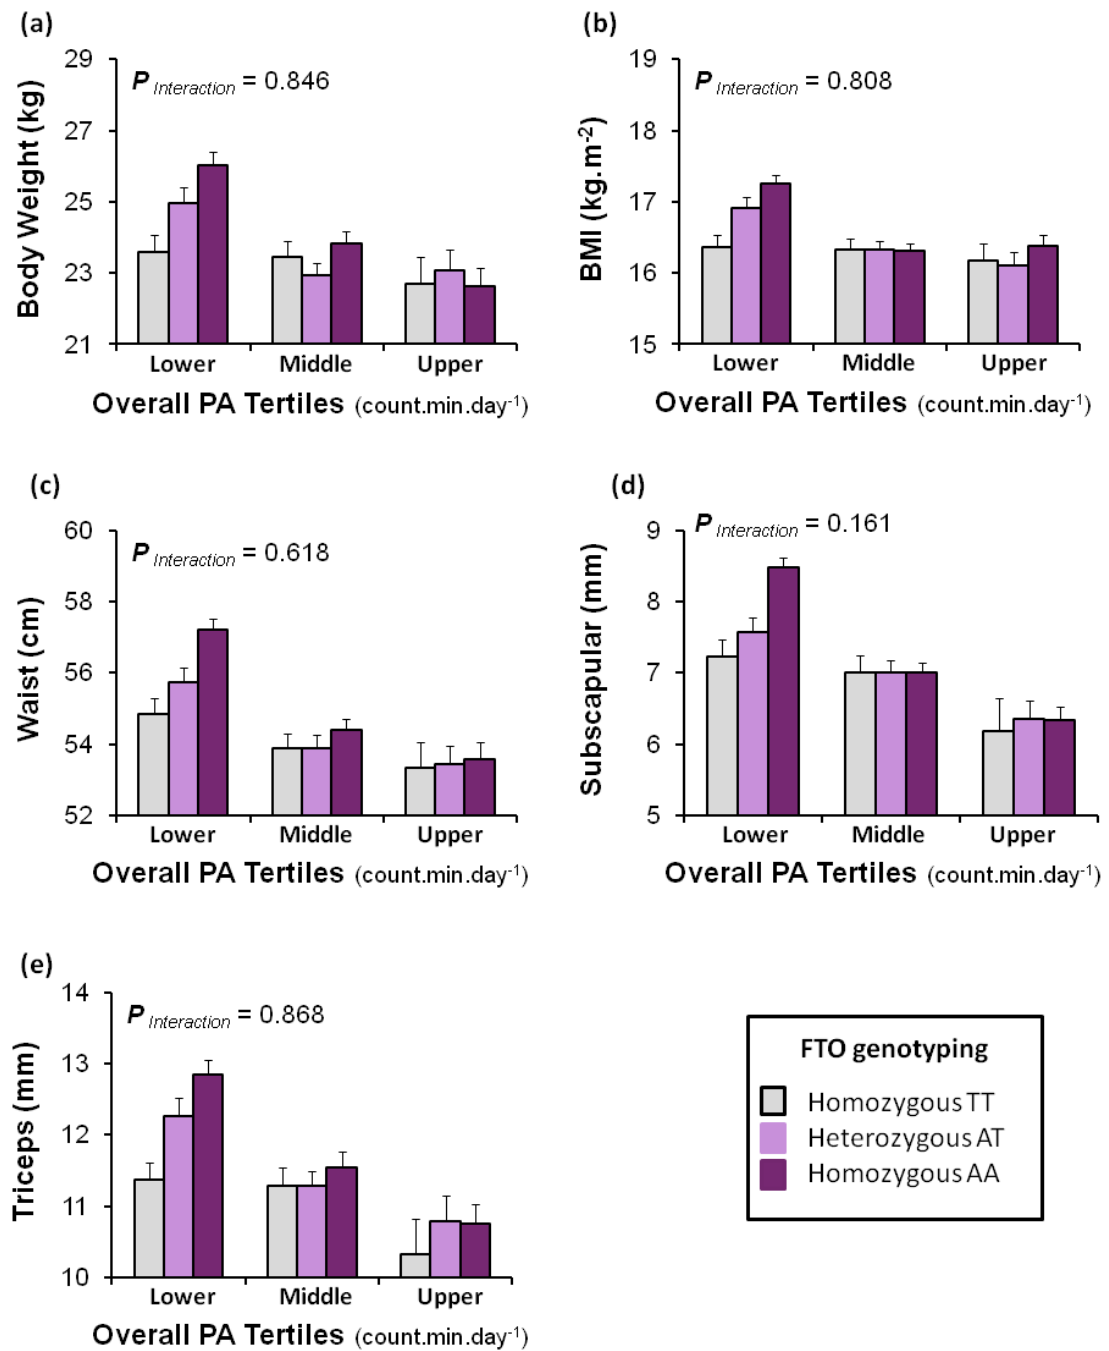 (a)
P Interaction = 0.846
Body Weight (kg)
29
27
25
23
21
Lower Middle Upper
Overall PA Tertiles (count.min.day-1)
(b)
P Interaction = 0.808
BMI (kg.m-2)
19
18
17
16
15
Lower Middle Upper
Overall PA Tertiles (count.min.day-1)
(c)
P Interaction = 0.618
Waist (cm)
60
58
56
54
52
Lower Middle Upper
Overall PA Tertiles (count.min.day-1)
(d)
P Interaction = 0.161
Subscapular (mm)
9
8
7
6
5
Lower Middle Upper
Overall PA Tertiles (count.min.day-1)
(e)
P Interaction = 0.868
Triceps (mm)
14
13
12
11
10
Lower Middle Upper
Overall PA Tertiles (count.min.day-1)
FTO genotyping
Homozygous TT
Heterozygous AT
Homozygous AA